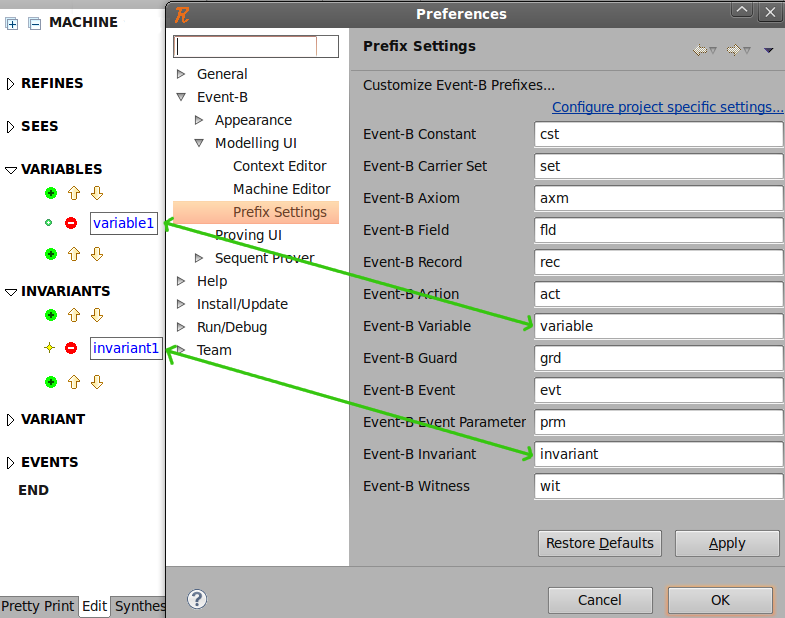 MACHINE
REFINES
SEES
VARIABLES
variable1
INVARIANTS
invariant1
VARIANT
EVENTS
END
Pretty Print Edit Synthes
Preferences
General
Event-B
Appearance
Modelling UI
Context Editor
Machine Editor
Prefix Settings
Proving UI
Sequent Prover
Help
Install/Update
Run/Debug
Team
Prefix Settings
Customize Event-B Prefixes...
Configure project specific settings...
Event-B Constant cst
Event-B Carrier Set set
Event-B Axiom axm
Event-B Field fld
Event-B Record rec
Event-B Action act
Event-B Variable variable
Event-B Guard grd
Event-B Event evt
Event-B Event Parameter prm
Event-B Invariant invariant
Event-B Witness wit
Restore Defaults Apply
? Cancel OK